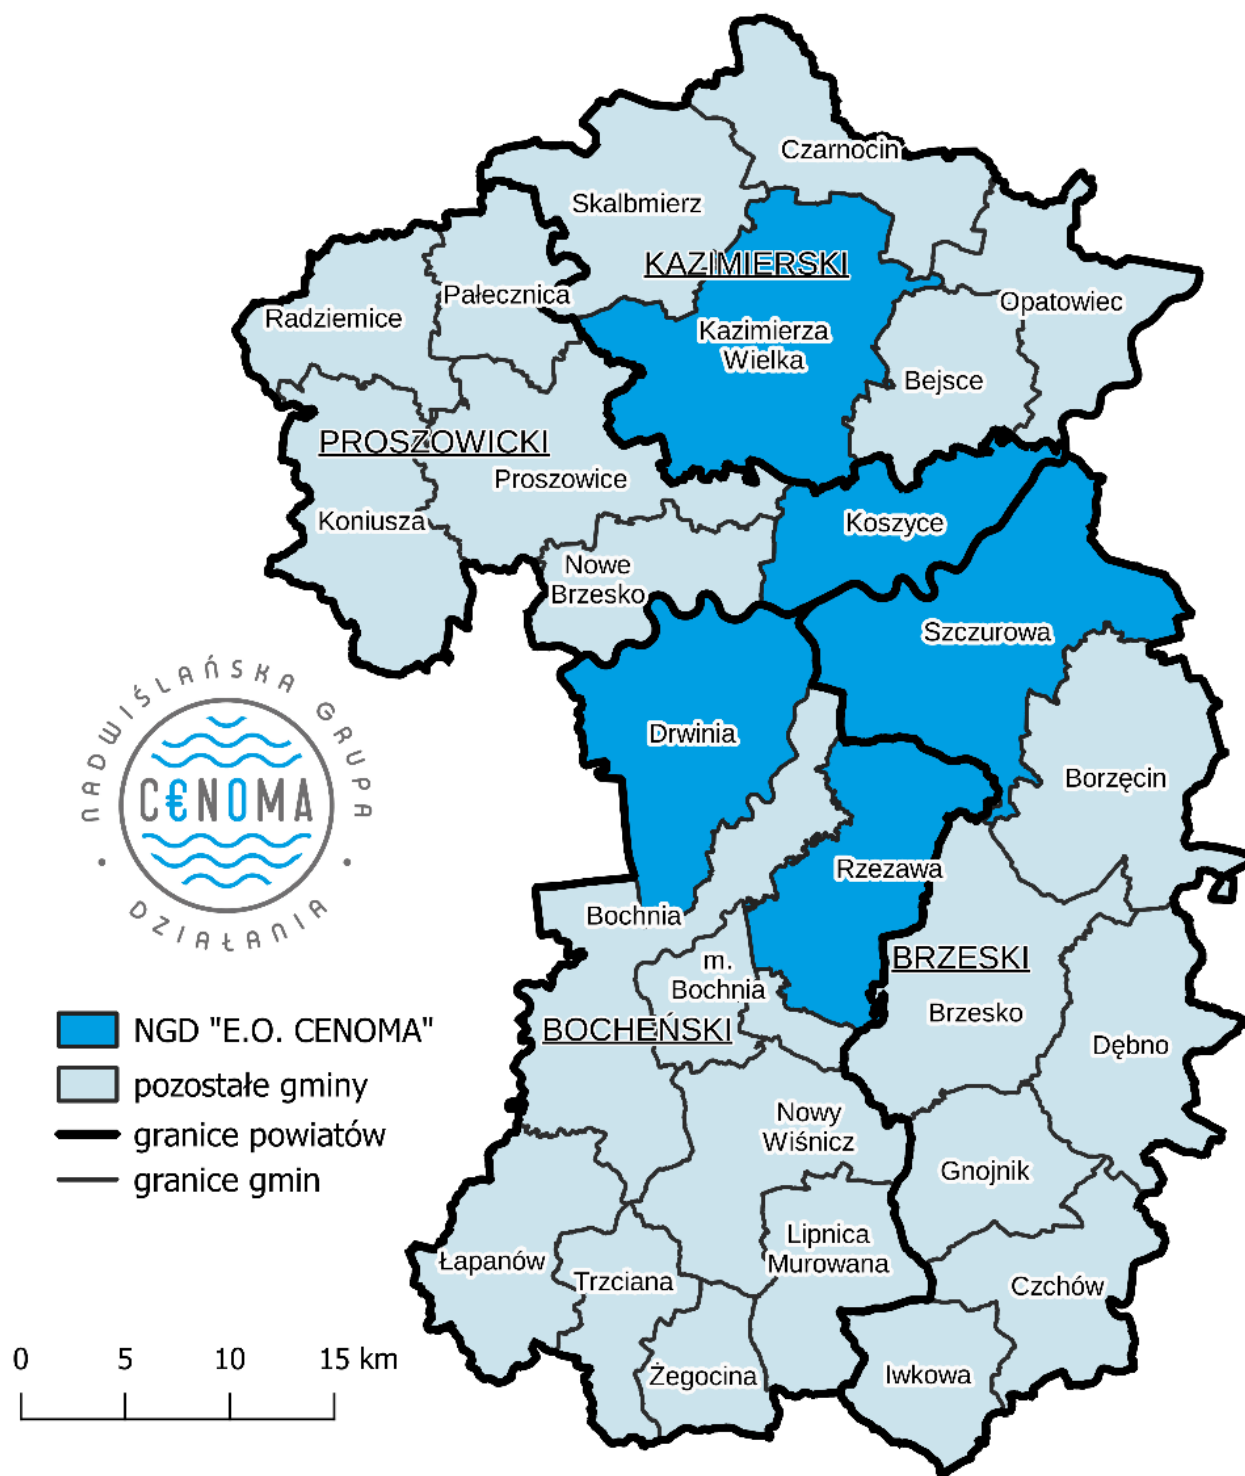 Czarnocin
Skalbmierz
KAZIMIERSKI
Pałecznica
Radziemice
Opatowiec
Kazimierza
Wielka
Bejsce
PROSZOWICKI
Proszowice
Koniusza
Koszyce
Nowe
Brzesko
Szczurowa
Drwinia
Borzęcin
Rzezawa
NADWIŚLAŃSKA GRUPA
C€NOMA
• DZIAŁANIA •
Bochnia
m.
Bochnia
BRZESKI
Brzesko
BOCHEŃSKI
Dębno
NGD "E.O. CENOMA"
pozostałe gminy
granice powiatów
granice gmin
Nowy
Wiśnicz
Gnojnik
Lipnica
Murowana
Łapanów
Trzciana
Czchów
Żegocina
Iwkowa
0 5 10 15 km